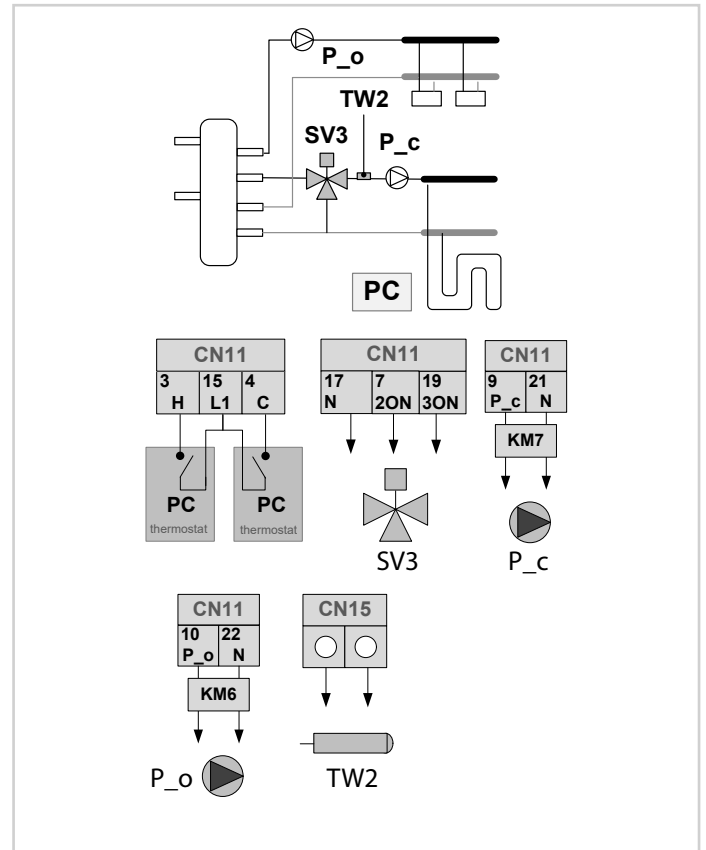 P_o
TW2
SV3
P_c
PC
CN11
3 15 4
H L1 C
PC PC
thermostat thermostat
CN11
17 7 19
N 2ON 3ON
SV3
CN11
9 21
P_c N
KM7
P_c
CN11
10 22
P_o N
KM6
P_o
CN15
TW2